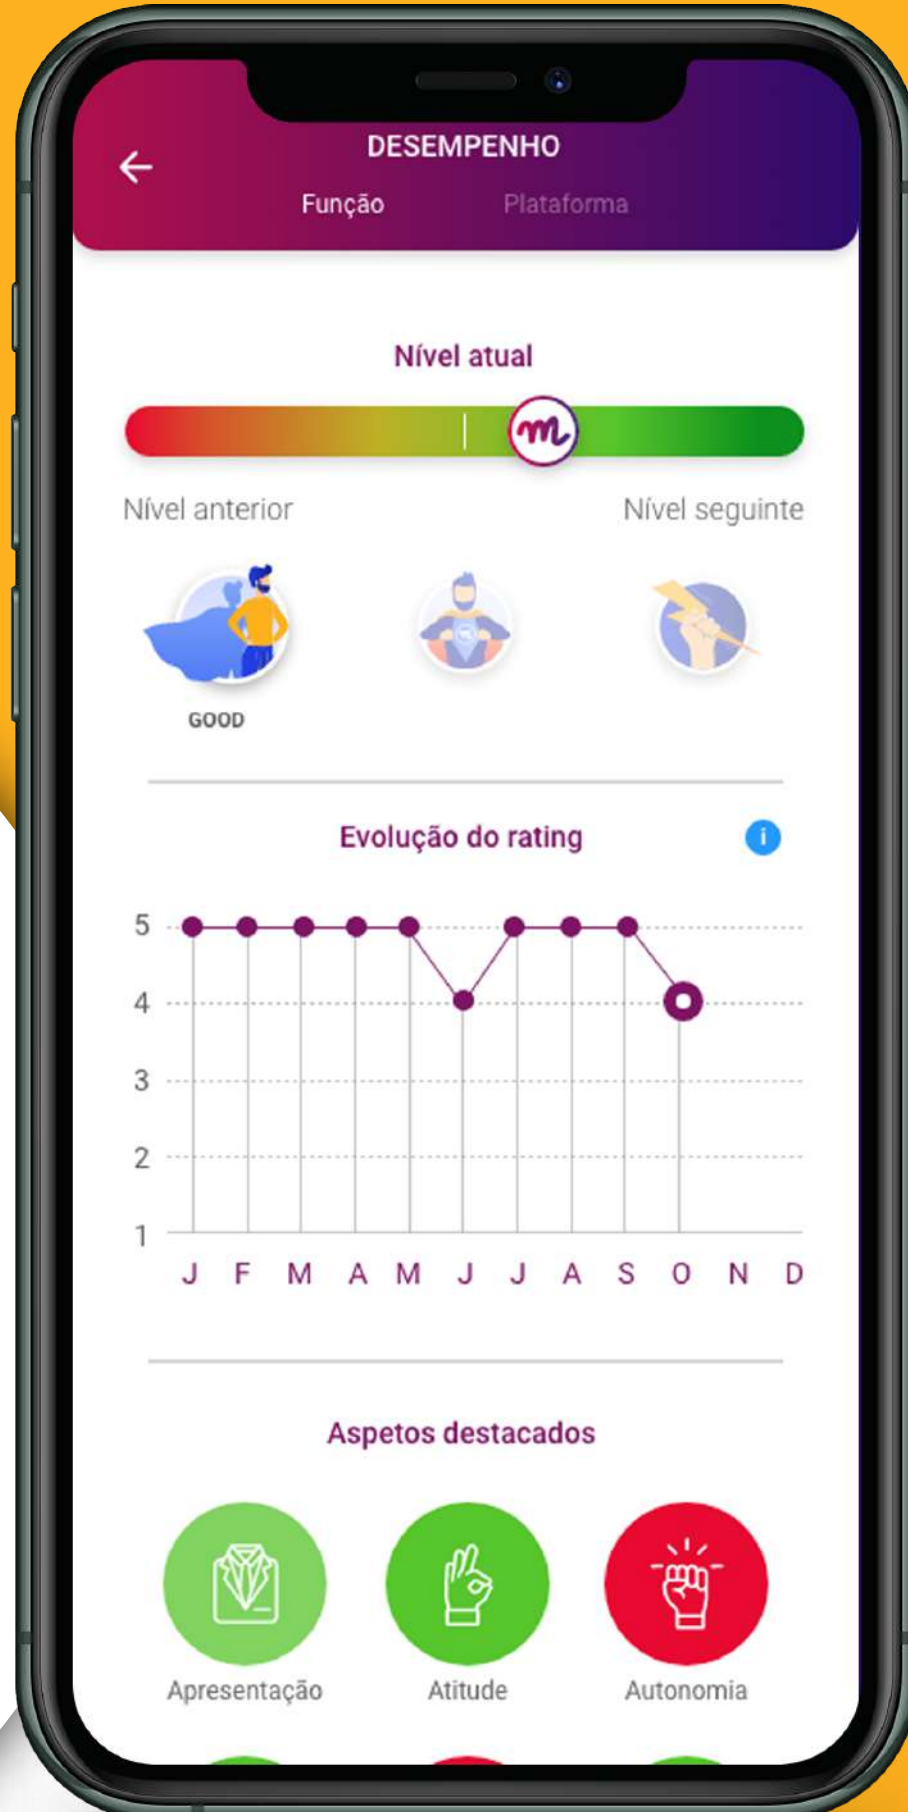 DESEMPENHO
Função Plataforma
Nível atual
m
Nível anterior Nível seguinte
GOOD
Evolução do rating i
5
4
3
2
1
J F M A M J J A S O N D
Aspetos destacados
Apresentação Atitude Autonomia